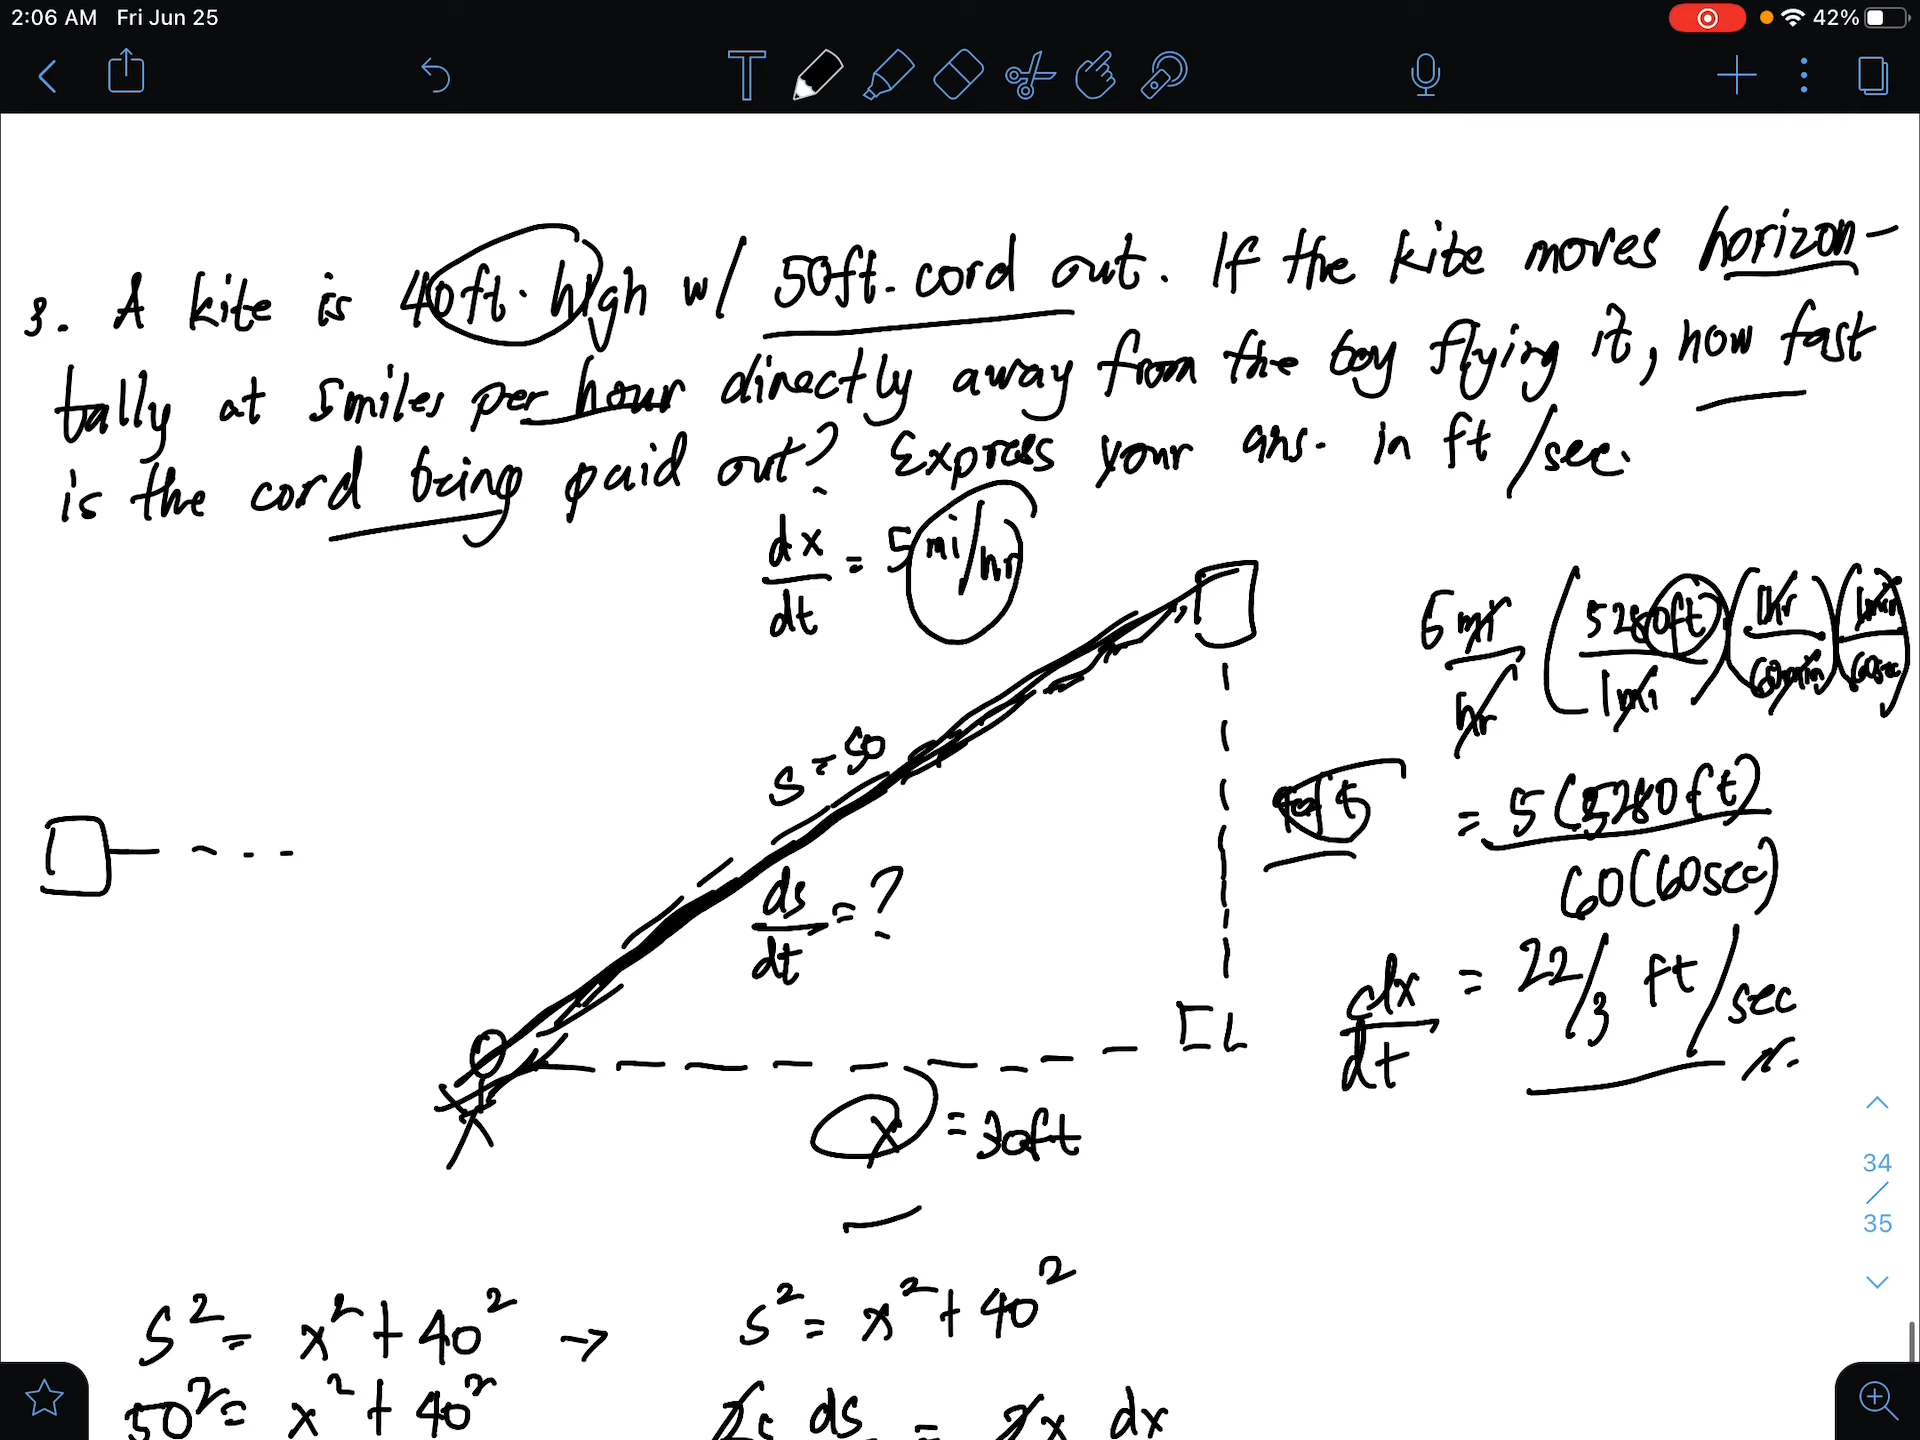 2:06 AM Fri Jun 25
42%
3. A kite is 40ft. high w/ 50ft. cord out. If the kite moves horizon-
tally at 5miles per hour directly away from the boy flying it, how fast
is the cord being paid out? Express your ans. in ft/sec.
dx/dt = 5 mi/hr
5 mi/hr (5280ft/1mi) (1hr/60min) (1min/60sec)
s = 50
= 5(5280ft)/60(60sec)
ds/dt = ?
dx/dt = 22/3 ft/sec
x = 30ft
34
/
35
s² = x² + 40² → s² = x² + 40²
50² = x² + 40² 2s ds = 2x dx